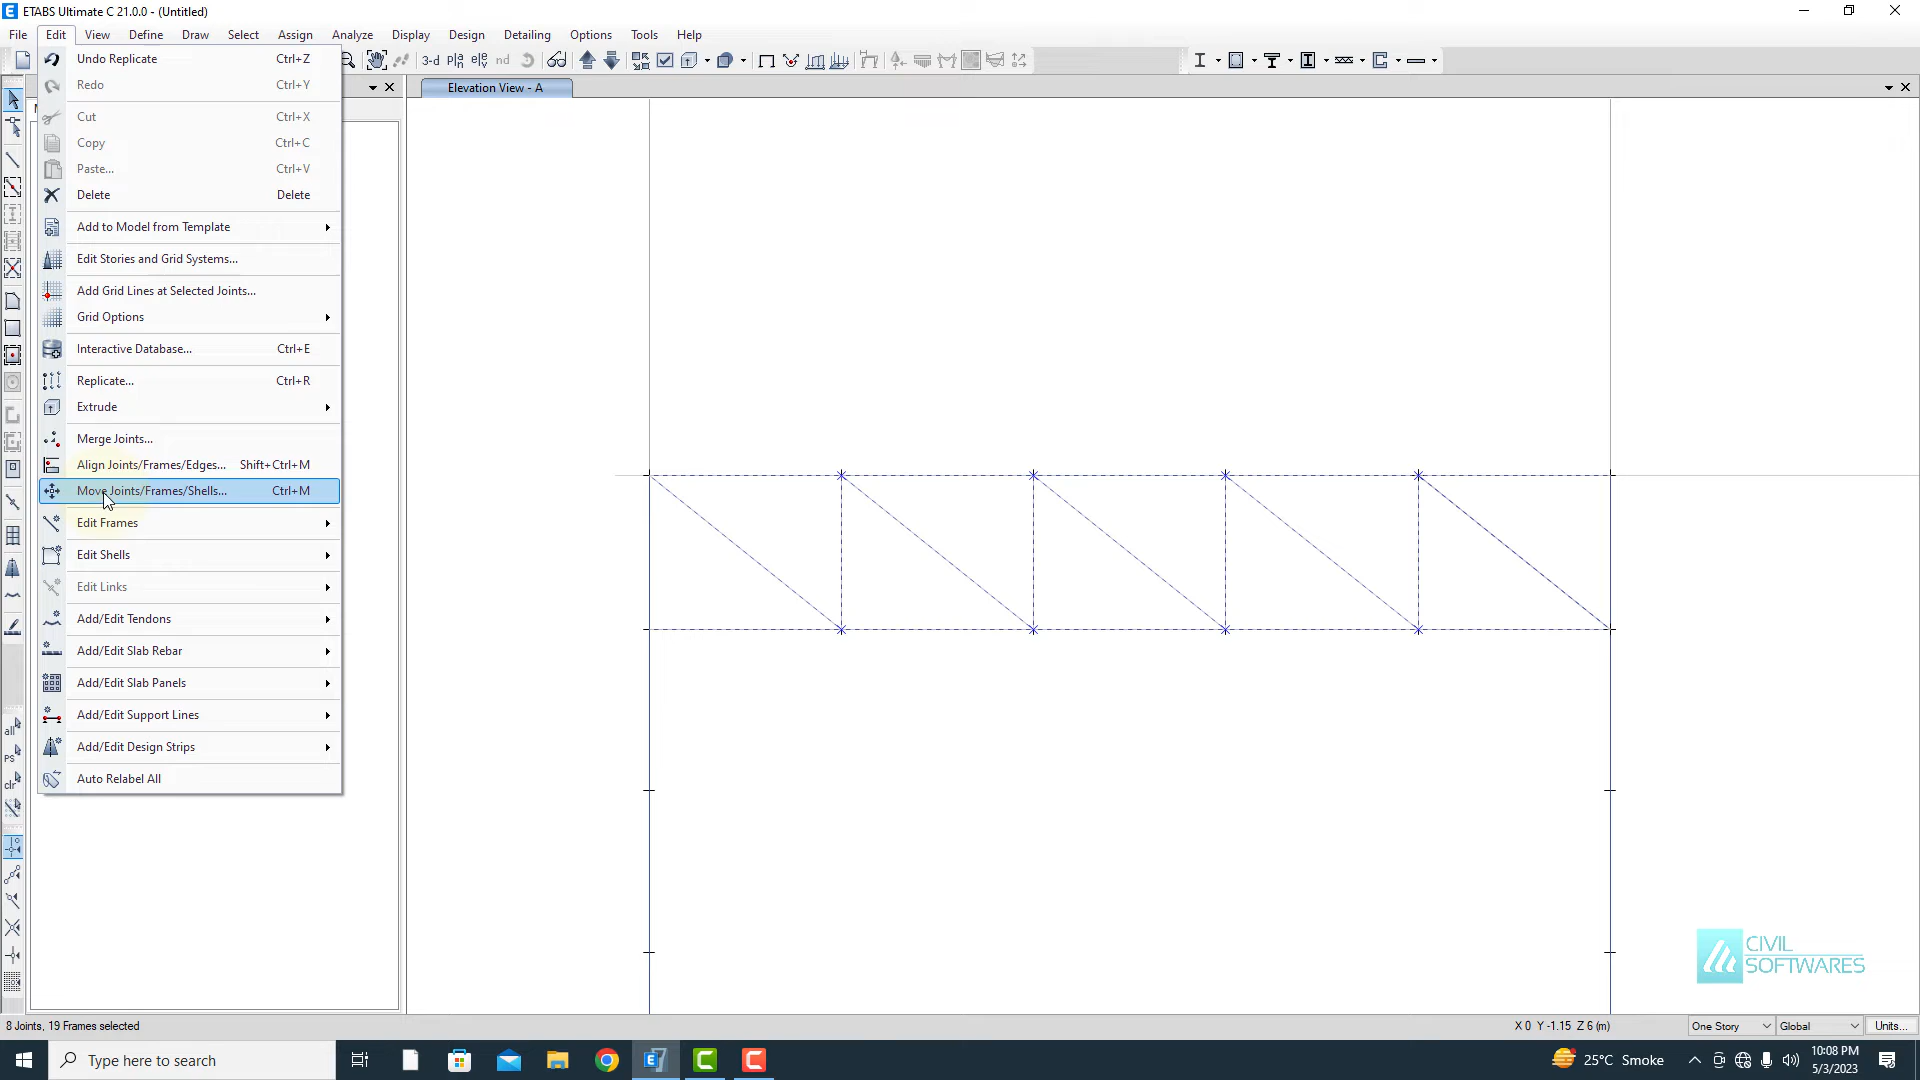 ETABS Ultimate C 21.0.0 - (Untitled)
File Edit View Define Draw Select Assign Analyze Display Design Detailing Options Tools Help
Undo Replicate Ctrl+Z
Redo Ctrl+Y
Cut Ctrl+X
Copy Ctrl+C
Paste... Ctrl+V
Delete Delete
Add to Model from Template
Edit Stories and Grid Systems...
Add Grid Lines at Selected Joints...
Grid Options
Interactive Database... Ctrl+E
Replicate... Ctrl+R
Extrude
Merge Joints...
Align Joints/Frames/Edges... Shift+Ctrl+M
Move Joints/Frames/Shells... Ctrl+M
Edit Frames
Edit Shells
Edit Links
Add/Edit Tendons
Add/Edit Slab Rebar
Add/Edit Slab Panels
Add/Edit Support Lines
Add/Edit Design Strips
Auto Relabel All
3-d
nd
Elevation View - A
all
PS
clr
CIVIL
SOFTWARES
8 Joints, 19 Frames selected
X 0 Y -1.15 Z 6 (m)
One Story
Global
Units...
Type here to search
25°C Smoke
10:08 PM
5/3/2023